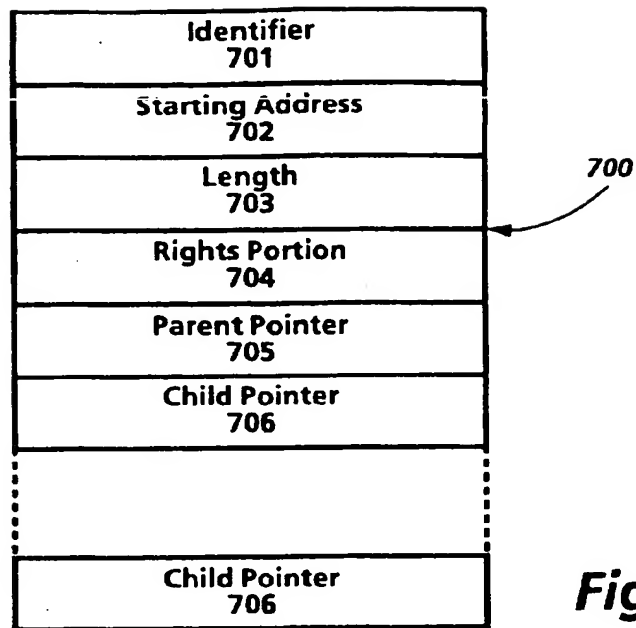 Identifier
701
Starting Address
702
Length
703
700
Rights Portion
704
Parent Pointer
705
Child Pointer
706
Child Pointer
706
Fig